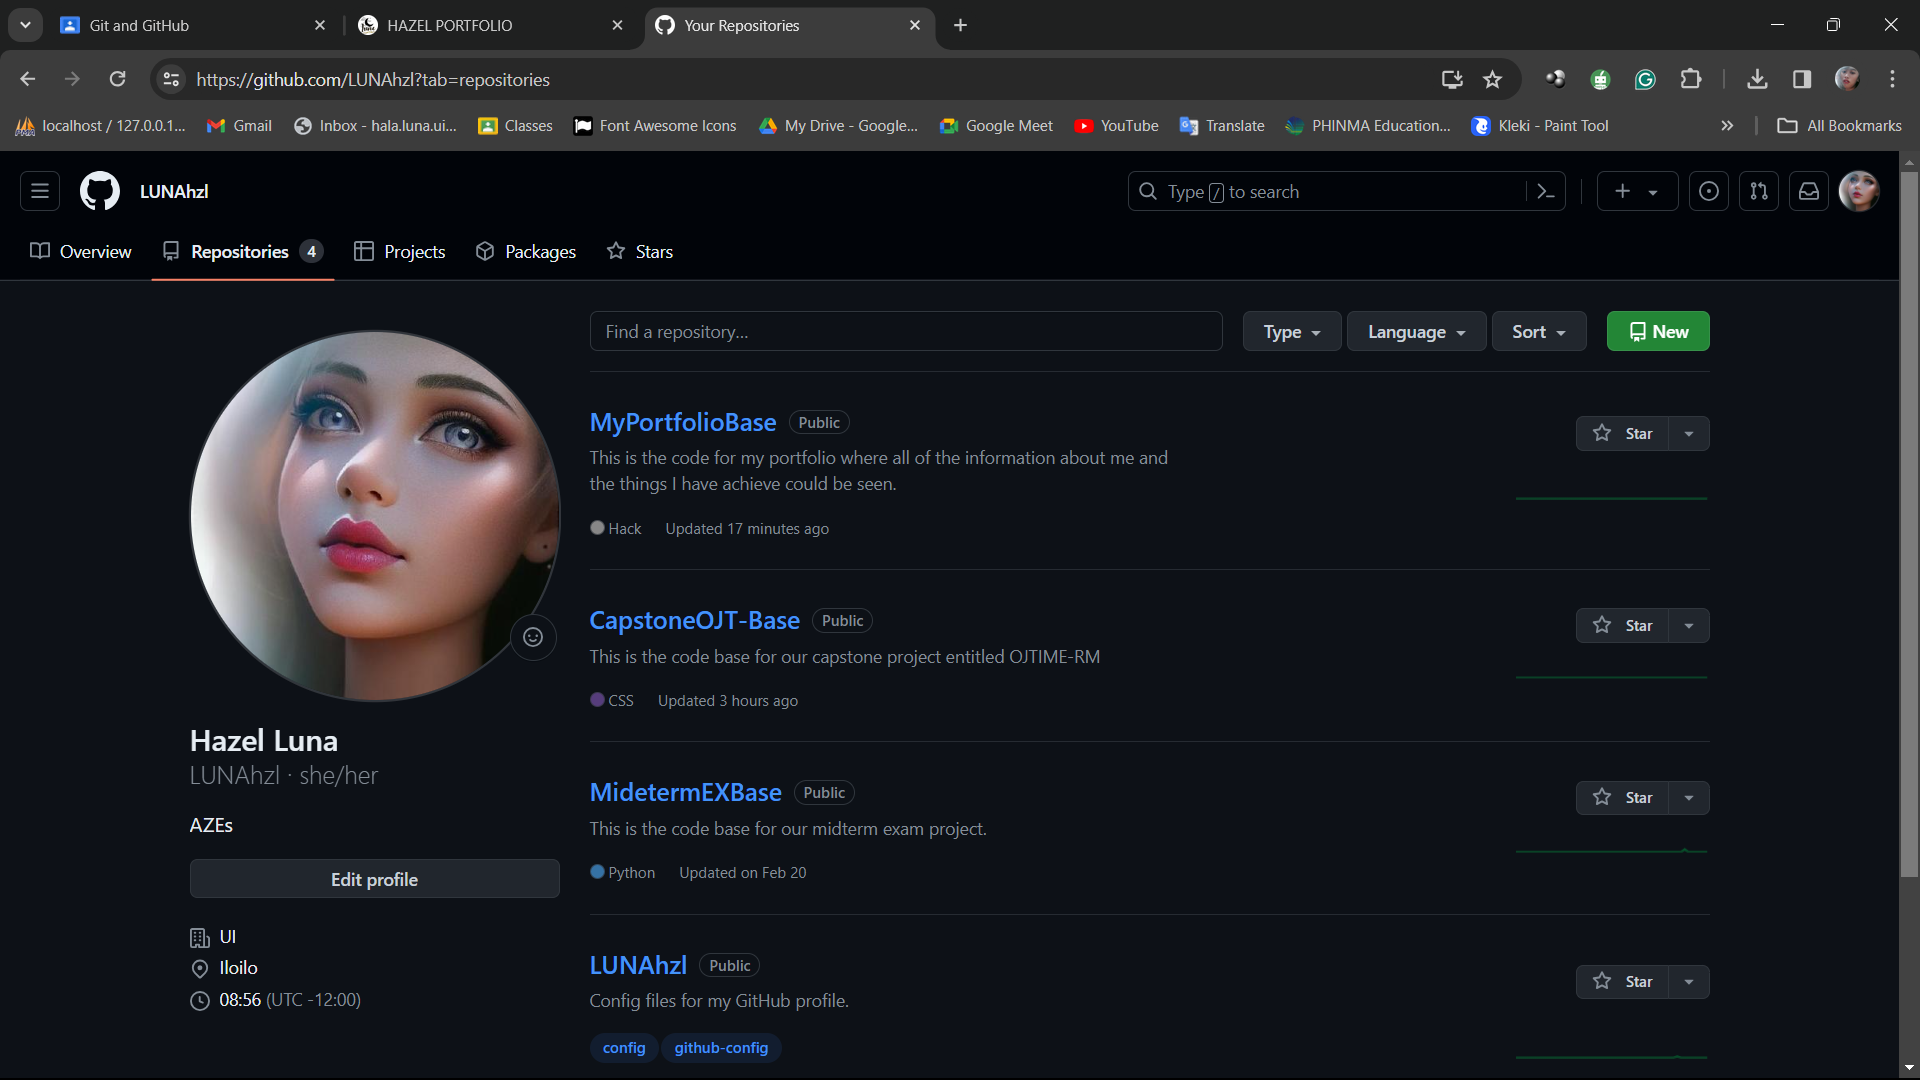 Git and GitHub
HAZEL PORTFOLIO
Your Repositories
https://github.com/LUNAhzl?tab=repositories
localhost / 127.0.0.1...
Gmail
Inbox - hala.luna.ui...
Classes
Font Awesome Icons
My Drive - Google...
Google Meet
YouTube
Translate
PHINMA Education...
Kleki - Paint Tool
All Bookmarks
LUNAhzl
Type / to search
Overview
Repositories 4
Projects
Packages
Stars
Find a repository...
Type
Language
Sort
New
MyPortfolioBase Public
Star
This is the code for my portfolio where all of the information about me and
the things I have achieve could be seen.
Hack Updated 17 minutes ago
CapstoneOJT-Base Public
Star
This is the code base for our capstone project entitled OJTIME-RM
CSS Updated 3 hours ago
Hazel Luna
LUNAhzl · she/her
AZEs
Edit profile
UI
Iloilo
08:56 (UTC -12:00)
MidetermEXBase Public
Star
This is the code base for our midterm exam project.
Python Updated on Feb 20
LUNAhzl Public
Star
Config files for my GitHub profile.
config github-config